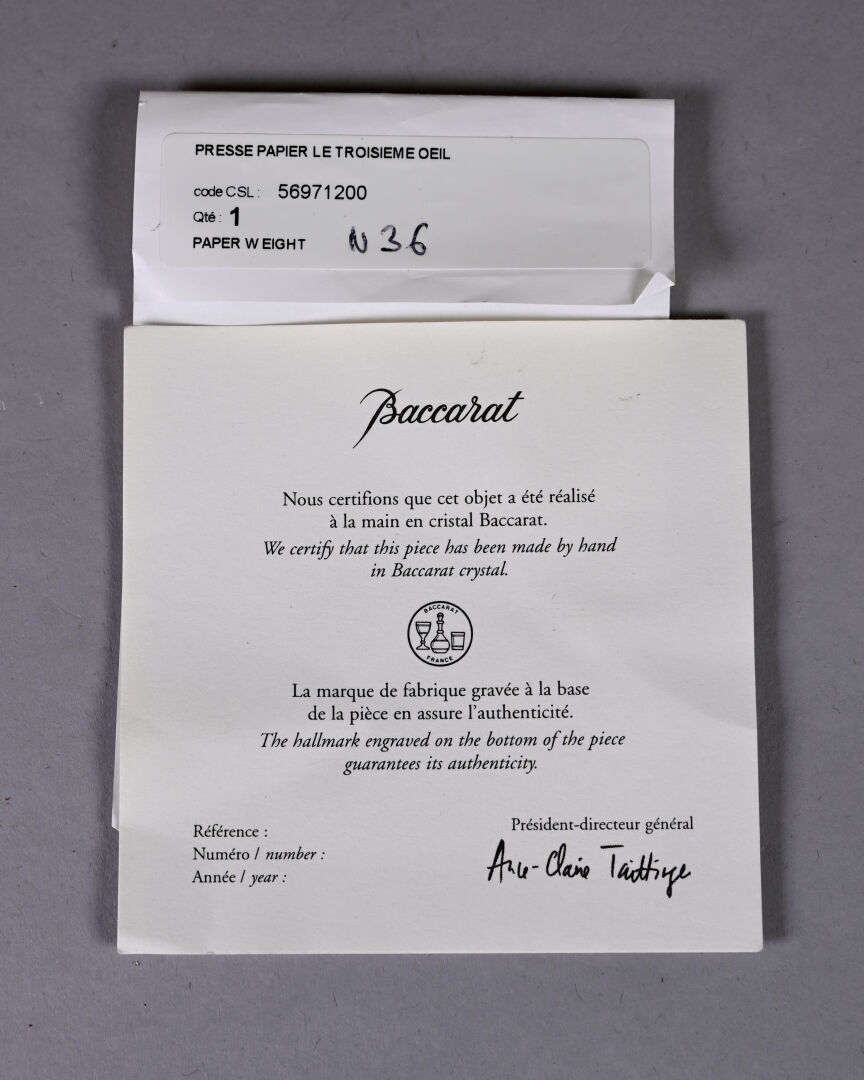 PRESSE PAPIER LE TROISIEME OEIL
code CSL : 56971200
Qté : 1
PAPER WEIGHT N 36
Baccarat
Nous certifions que cet objet a été réalisé
à la main en cristal Baccarat.
We certify that this piece has been made by hand
in Baccarat crystal.
BACCARAT
FRANCE
La marque de fabrique gravée à la base
de la pièce en assure l'authenticité.
The hallmark engraved on the bottom of the piece
guarantees its authenticity.
Président-directeur général
Référence :
Numéro / number :
Année / year :
Anne-Claire Taittinger